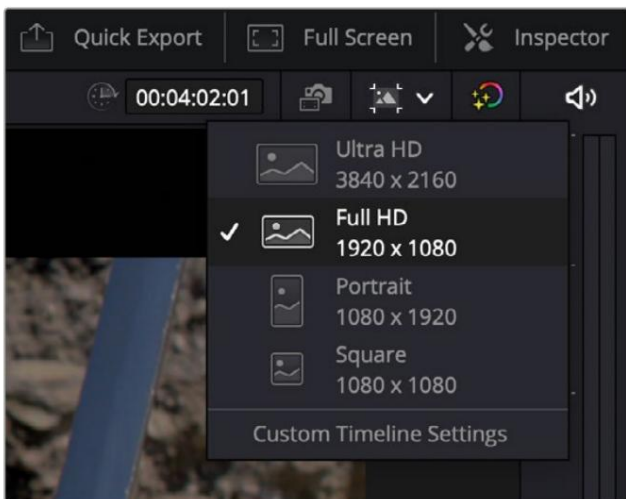 Quick Export Full Screen Inspector
00:04:02:01
Ultra HD
3840 x 2160
Full HD
1920 x 1080
Portrait
1080 x 1920
Square
1080 x 1080
Custom Timeline Settings